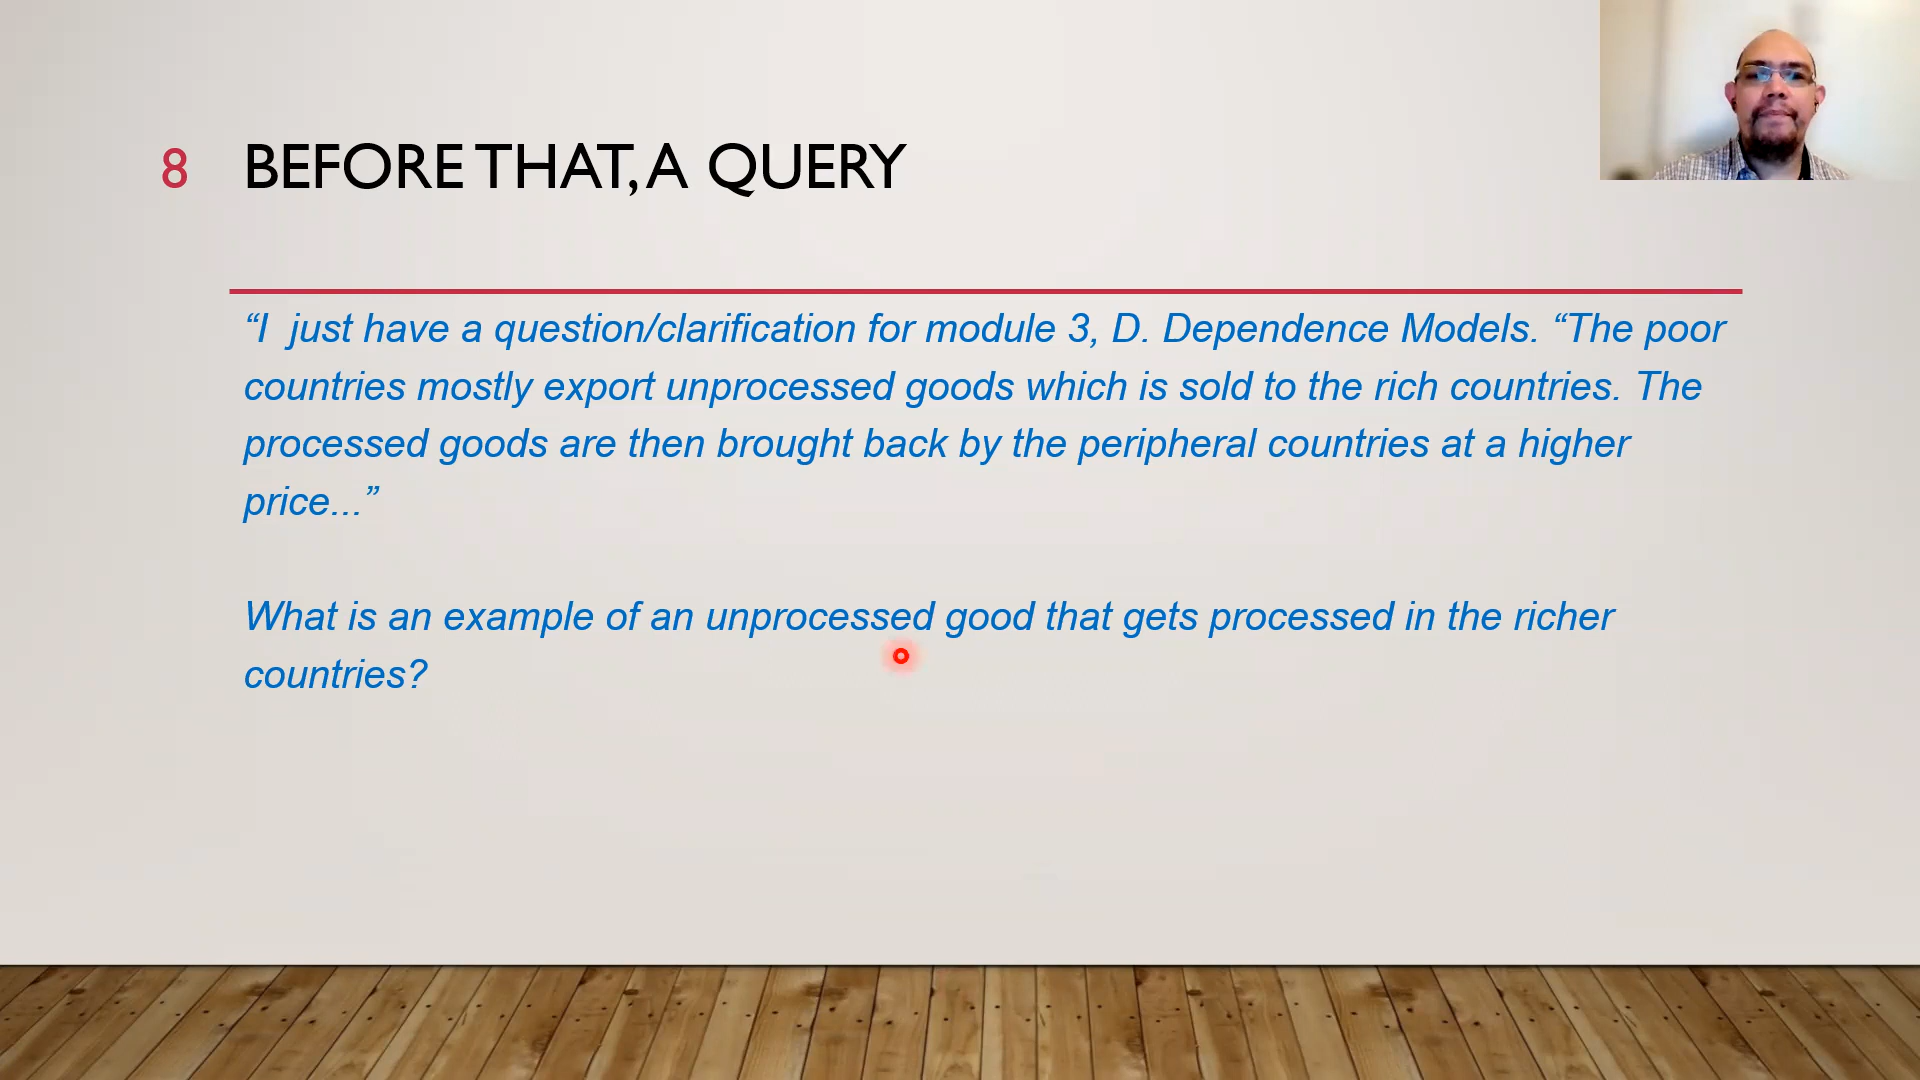 8 BEFORE THAT, A QUERY
“I just have a question/clarification for module 3, D. Dependence Models. “The poor
countries mostly export unprocessed goods which is sold to the rich countries. The
processed goods are then brought back by the peripheral countries at a higher
price...”
What is an example of an unprocessed good that gets processed in the richer
countries?